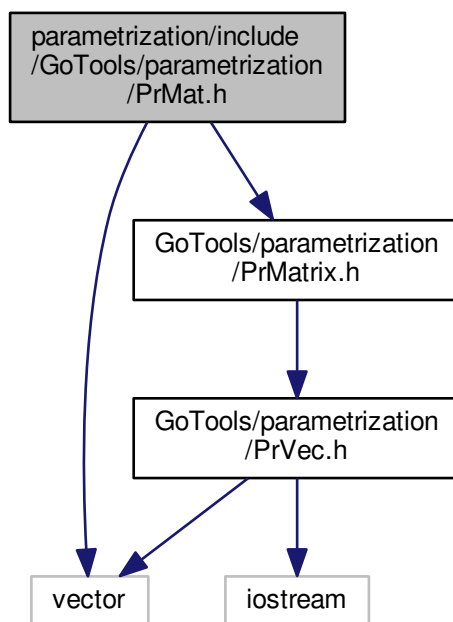 parametrization/include
/GoTools/parametrization
/PrMat.h
GoTools/parametrization
/PrMatrix.h
GoTools/parametrization
/PrVec.h
vector
iostream